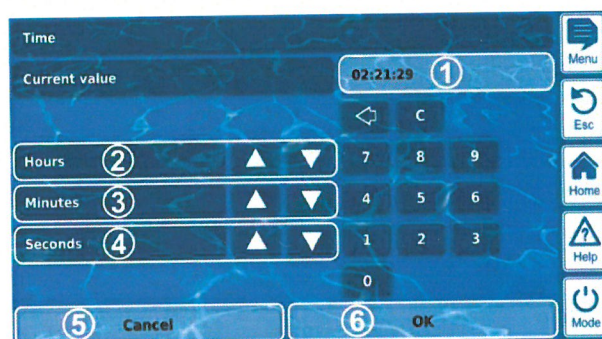 Time
Menu
Current value 02:21:29 1
C
Esc
Hours 2 7 8 9
Home
Minutes 3 4 5 6
Seconds 4 1 2 3
Help
0
5 Cancel 6 OK
Mode